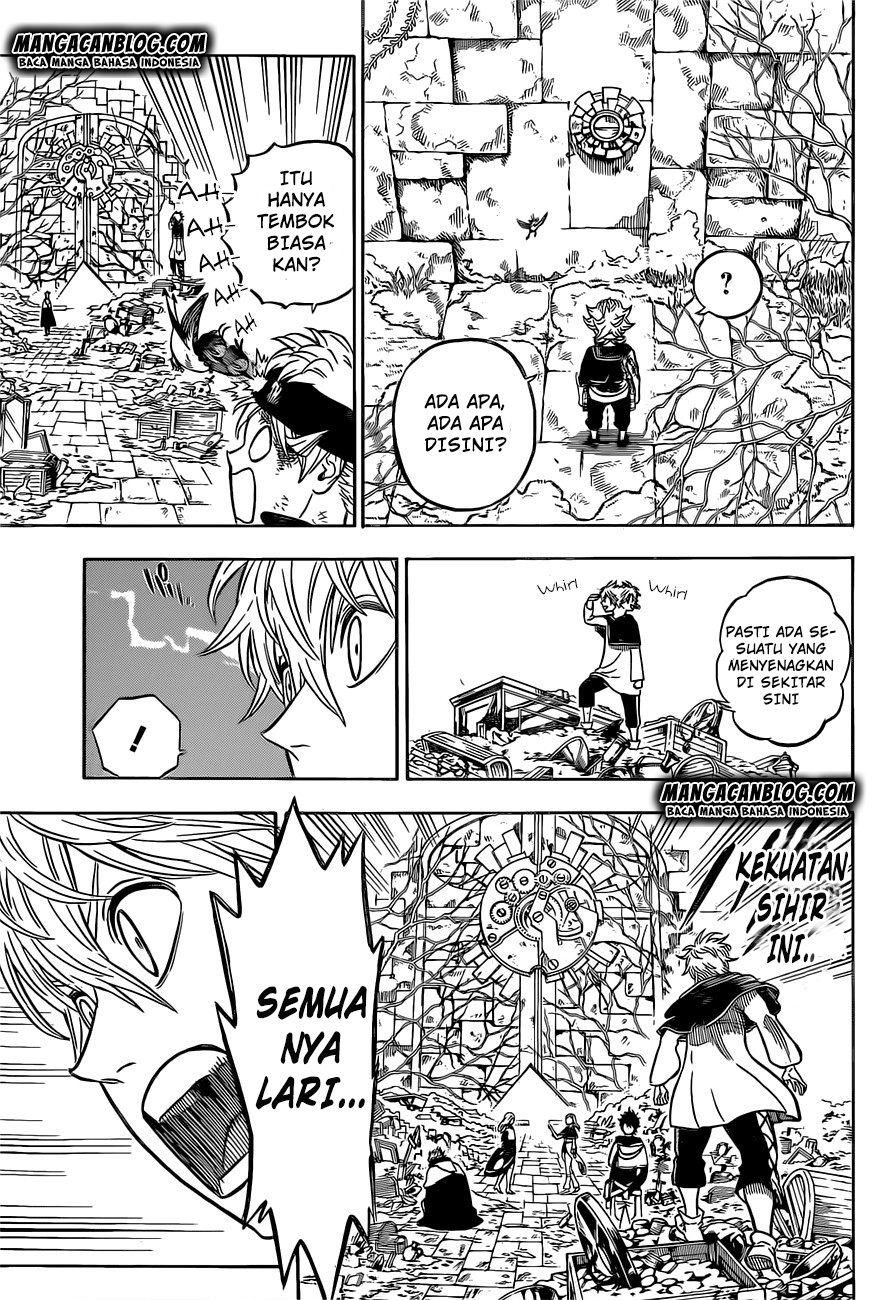 MANGACANBLOG.COM
BACA MANGA BAHASA INDONESIA
?
ADA APA,
ADA APA
DISINI?
ITU
HANYA
TEMBOK
BIASA
KAN?
AH
AH
AH
AH
AH
PASTI ADA SE-
SUATU YANG
MENYENAGKAN
DI SEKITAR
SINI
Whirl
Whirl
!
MANGACANBLOG.COM
BACA MANGA BAHASA INDONESIA
KEKUATAN
SIHIR
INI..
SEMUA
NYA
LARI...